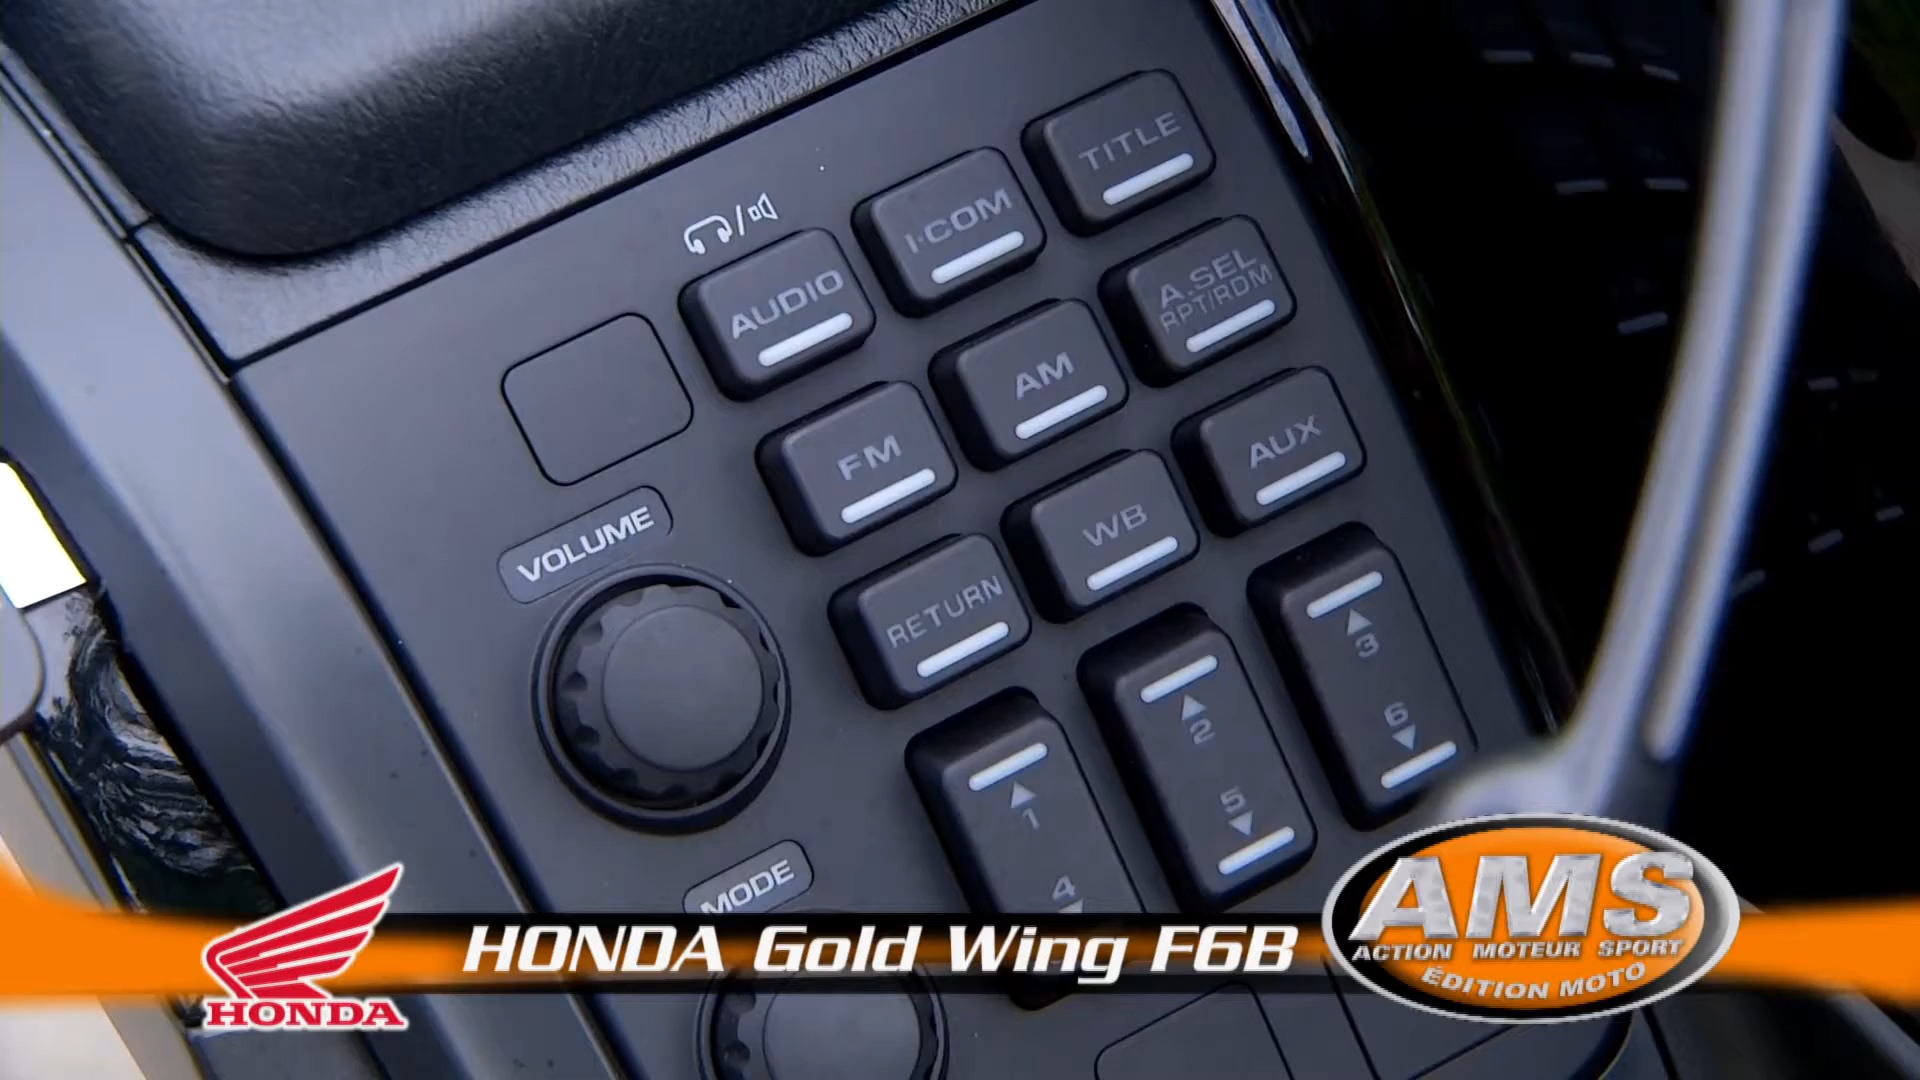 TITLE
I·COM
AUDIO
A.SEL
RPT/RDM
AM
FM
AUX
WB
RETURN
VOLUME
3
6
2
5
1
4
MODE
HONDA Gold Wing F6B
HONDA
AMS
ACTION MOTEUR SPORT
ÉDITION MOTO